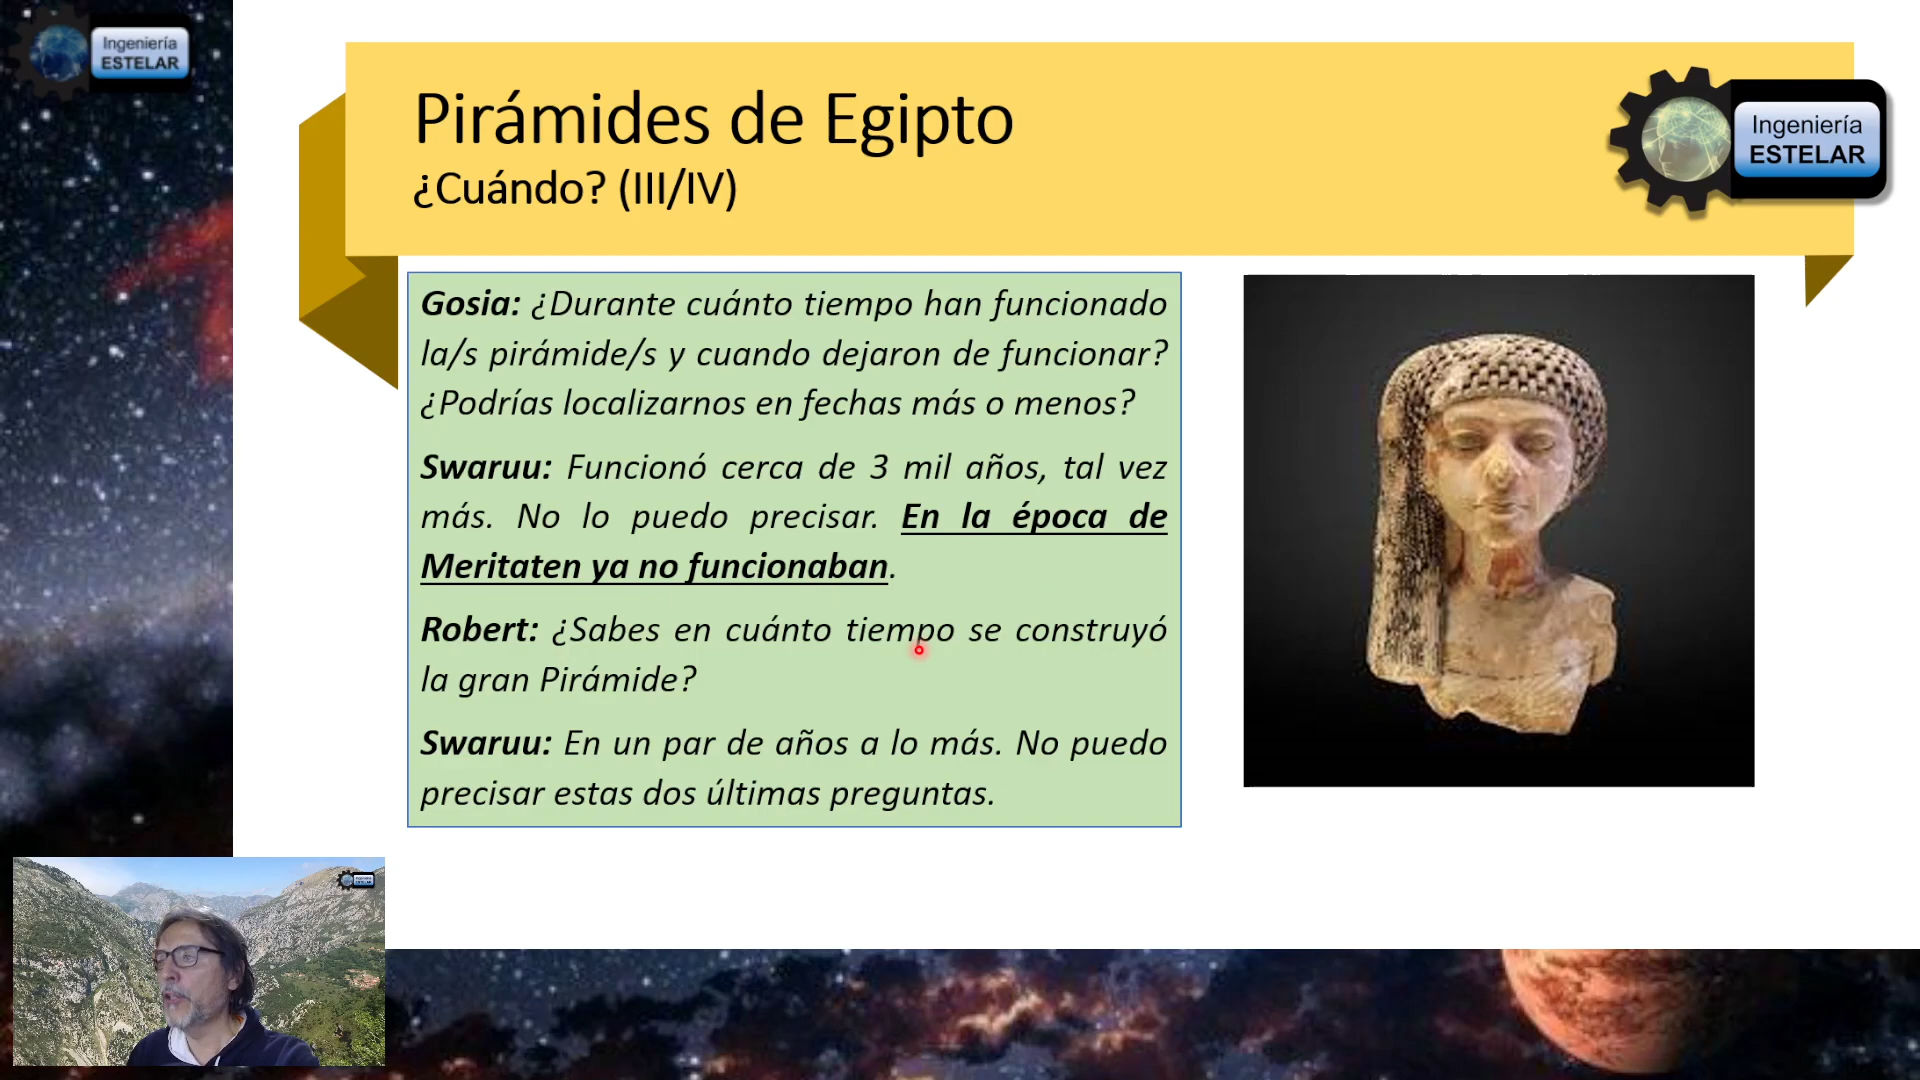 Ingeniería
ESTELAR
Pirámides de Egipto
¿Cuándo? (III/IV)
Ingeniería
ESTELAR
Gosia: ¿Durante cuánto tiempo han funcionado
la/s pirámide/s y cuando dejaron de funcionar?
¿Podrías localizarnos en fechas más o menos?
Swaruu: Funcionó cerca de 3 mil años, tal vez
más. No lo puedo precisar. En la época de
Meritaten ya no funcionaban.
Robert: ¿Sabes en cuánto tiempo se construyó
la gran Pirámide?
Swaruu: En un par de años a lo más. No puedo
precisar estas dos últimas preguntas.